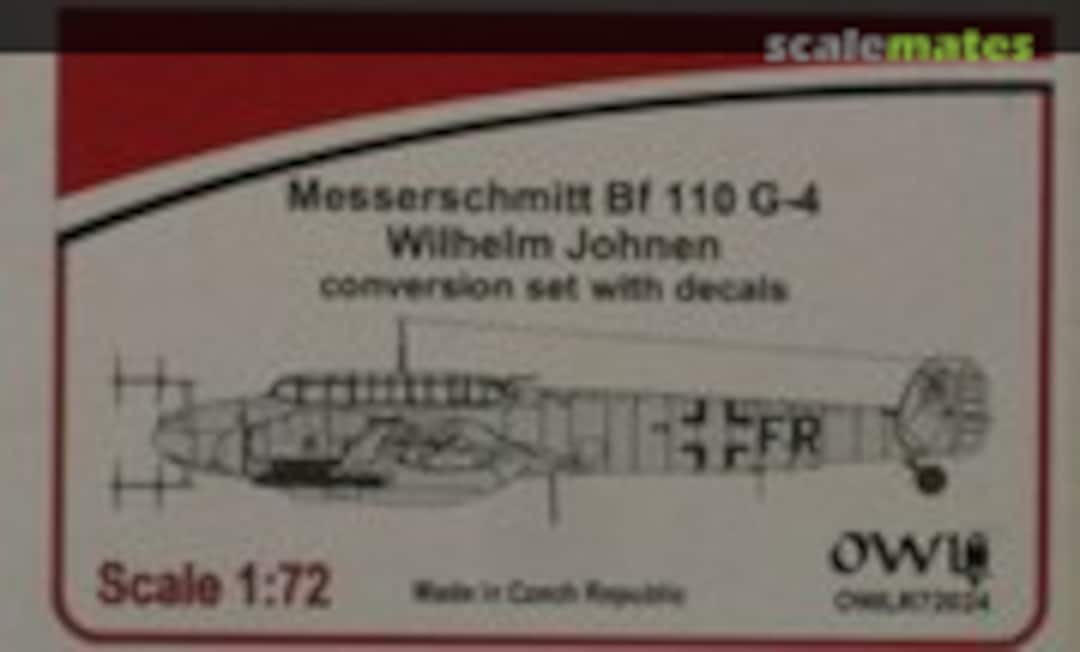 scalemates
Messerschmitt Bf 110 G-4
Wilhelm Johnen
conversion set with decals
FR
Scale 1:72
Made in Czech Republic
OWL
OWLR72024